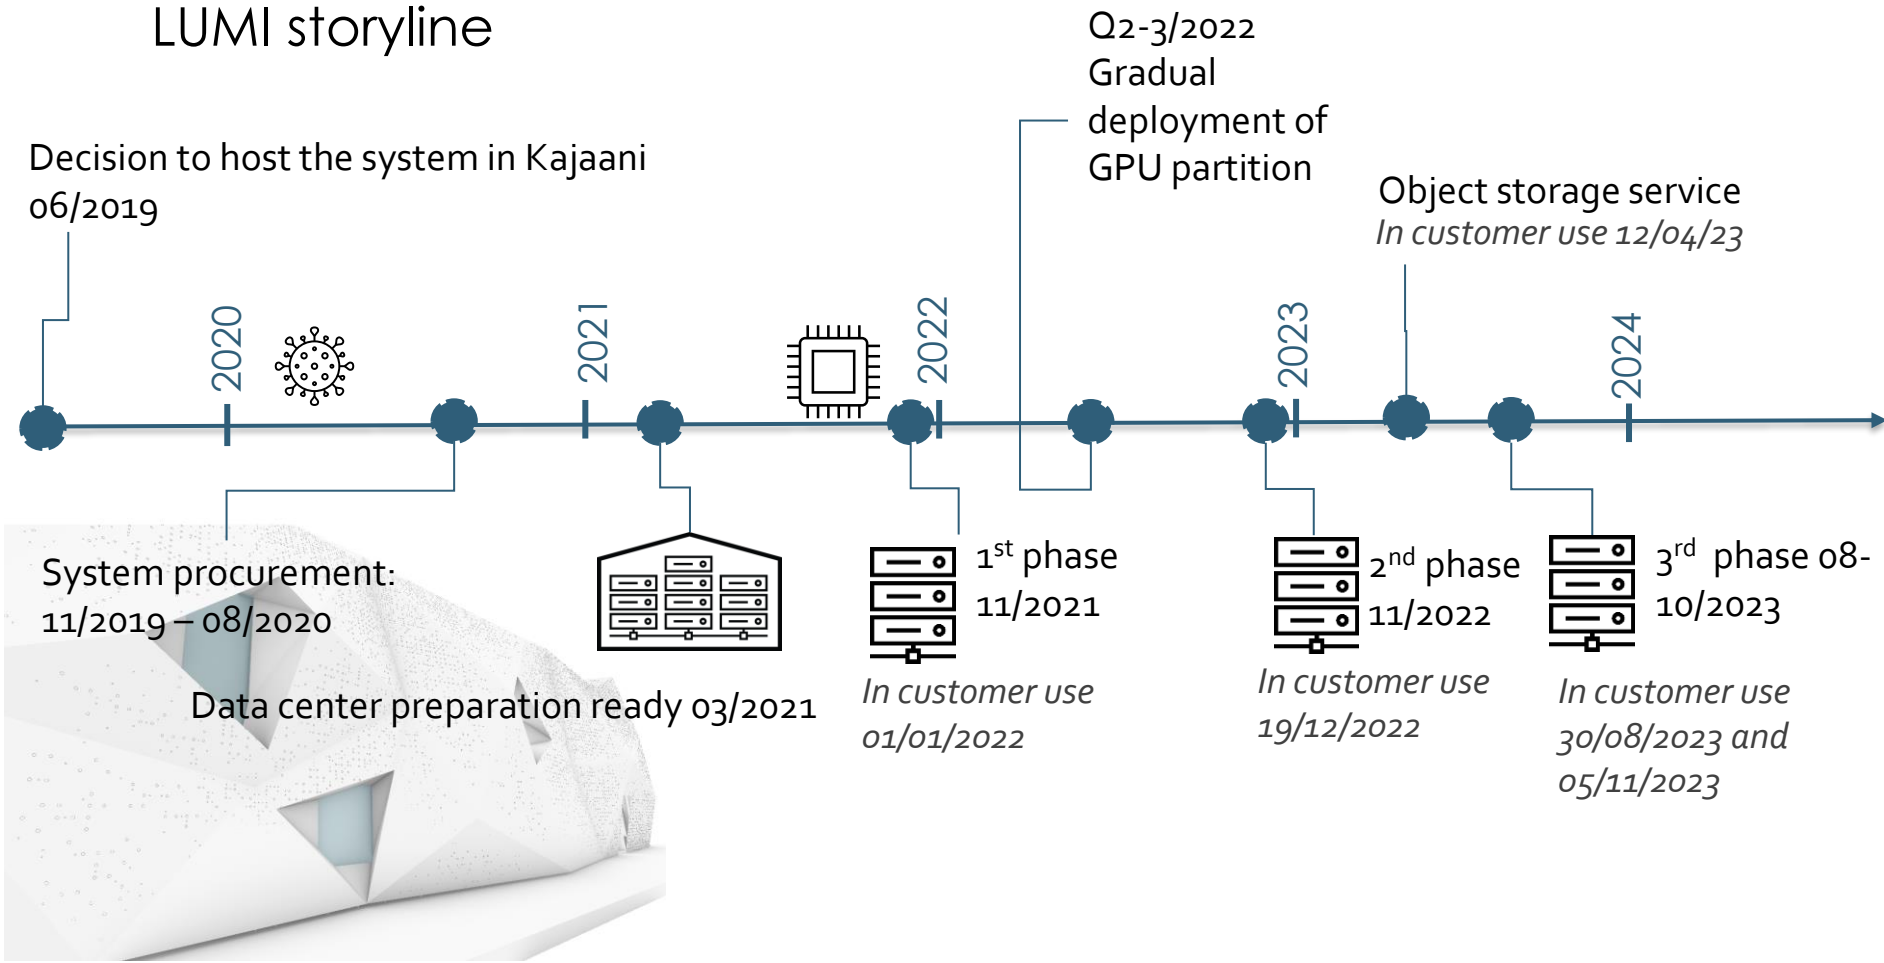 LUMI storyline
Q2-3/2022
Gradual
deployment of
GPU partition
Decision to host the system in Kajaani
06/2019
Object storage service
In customer use 12/04/23
2020
2021
2022
2023
2024
System procurement:
11/2019 – 08/2020
Data center preparation ready 03/2021
1st phase
11/2021
In customer use
01/01/2022
2nd phase
11/2022
In customer use
19/12/2022
3rd phase 08-
10/2023
In customer use
30/08/2023 and
05/11/2023